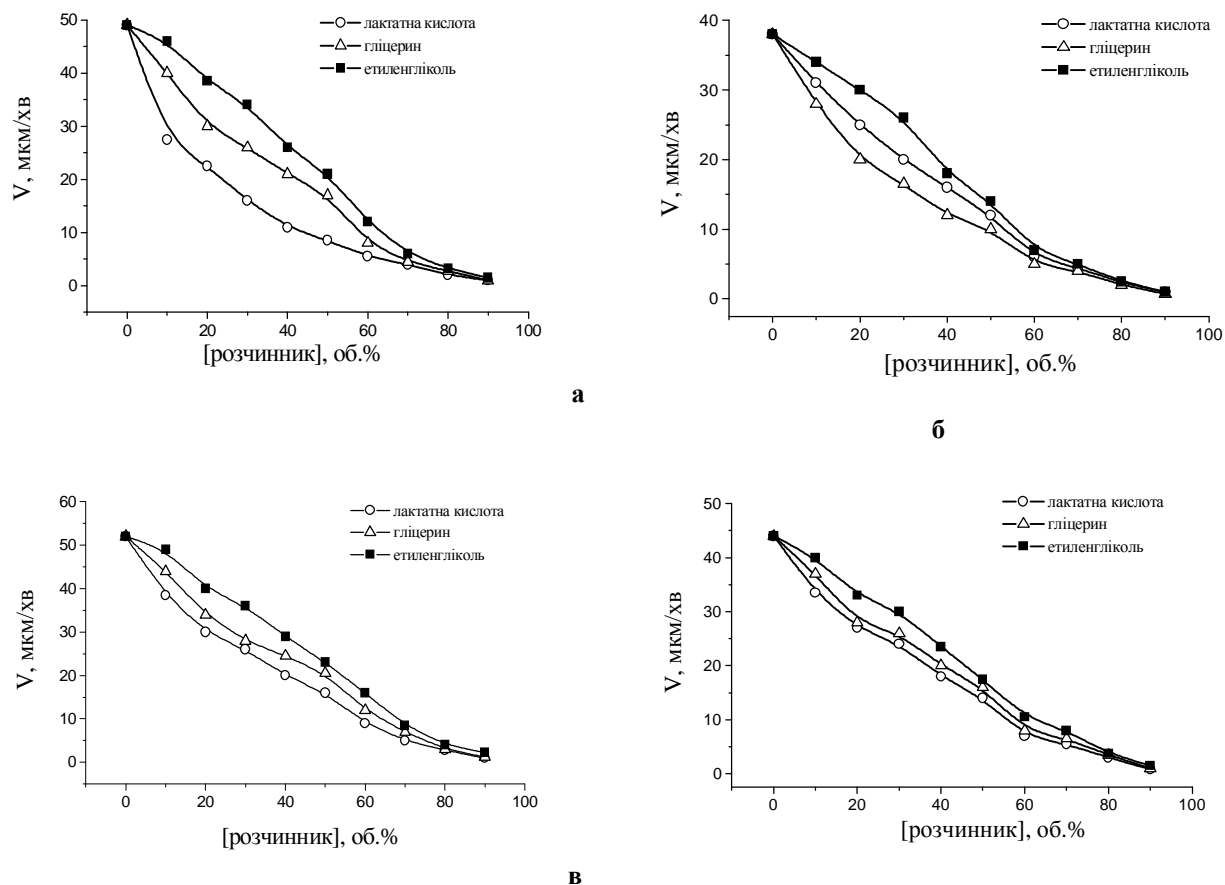 50
40
30
20
10
0
V, мкм/хв
лактатна кислота
гліцерин
етиленгліколь
0 20 40 60 80 100
[розчинник], об.%
а
40
30
20
10
0
V, мкм/хв
лактатна кислота
гліцерин
етиленгліколь
0 20 40 60 80 100
[розчинник], об.%
б
60
50
40
30
20
10
0
V, мкм/хв
лактатна кислота
гліцерин
етиленгліколь
0 20 40 60 80 100
[розчинник], об.%
в
50
40
30
20
10
0
V, мкм/хв
лактатна кислота
гліцерин
етиленгліколь
0 20 40 60 80 100
[розчинник], об.%